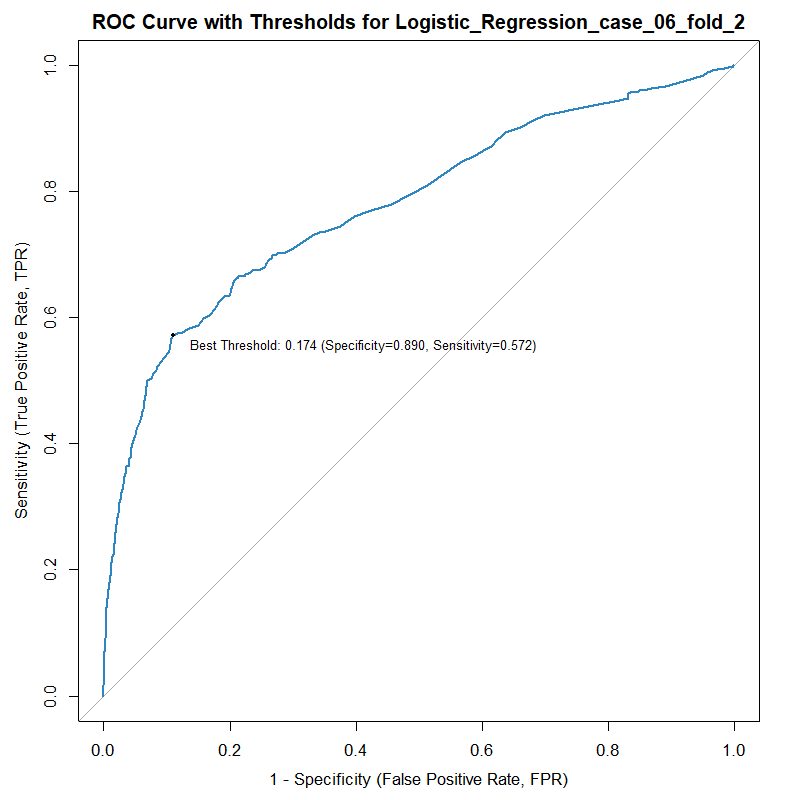 ROC Curve with Thresholds for Logistic_Regression_case_06_fold_2
Sensitivity (True Positive Rate, TPR)
1.0
0.8
0.6
0.4
0.2
0.0
Best Threshold: 0.174 (Specificity=0.890, Sensitivity=0.572)
0.0 0.2 0.4 0.6 0.8 1.0
1 - Specificity (False Positive Rate, FPR)